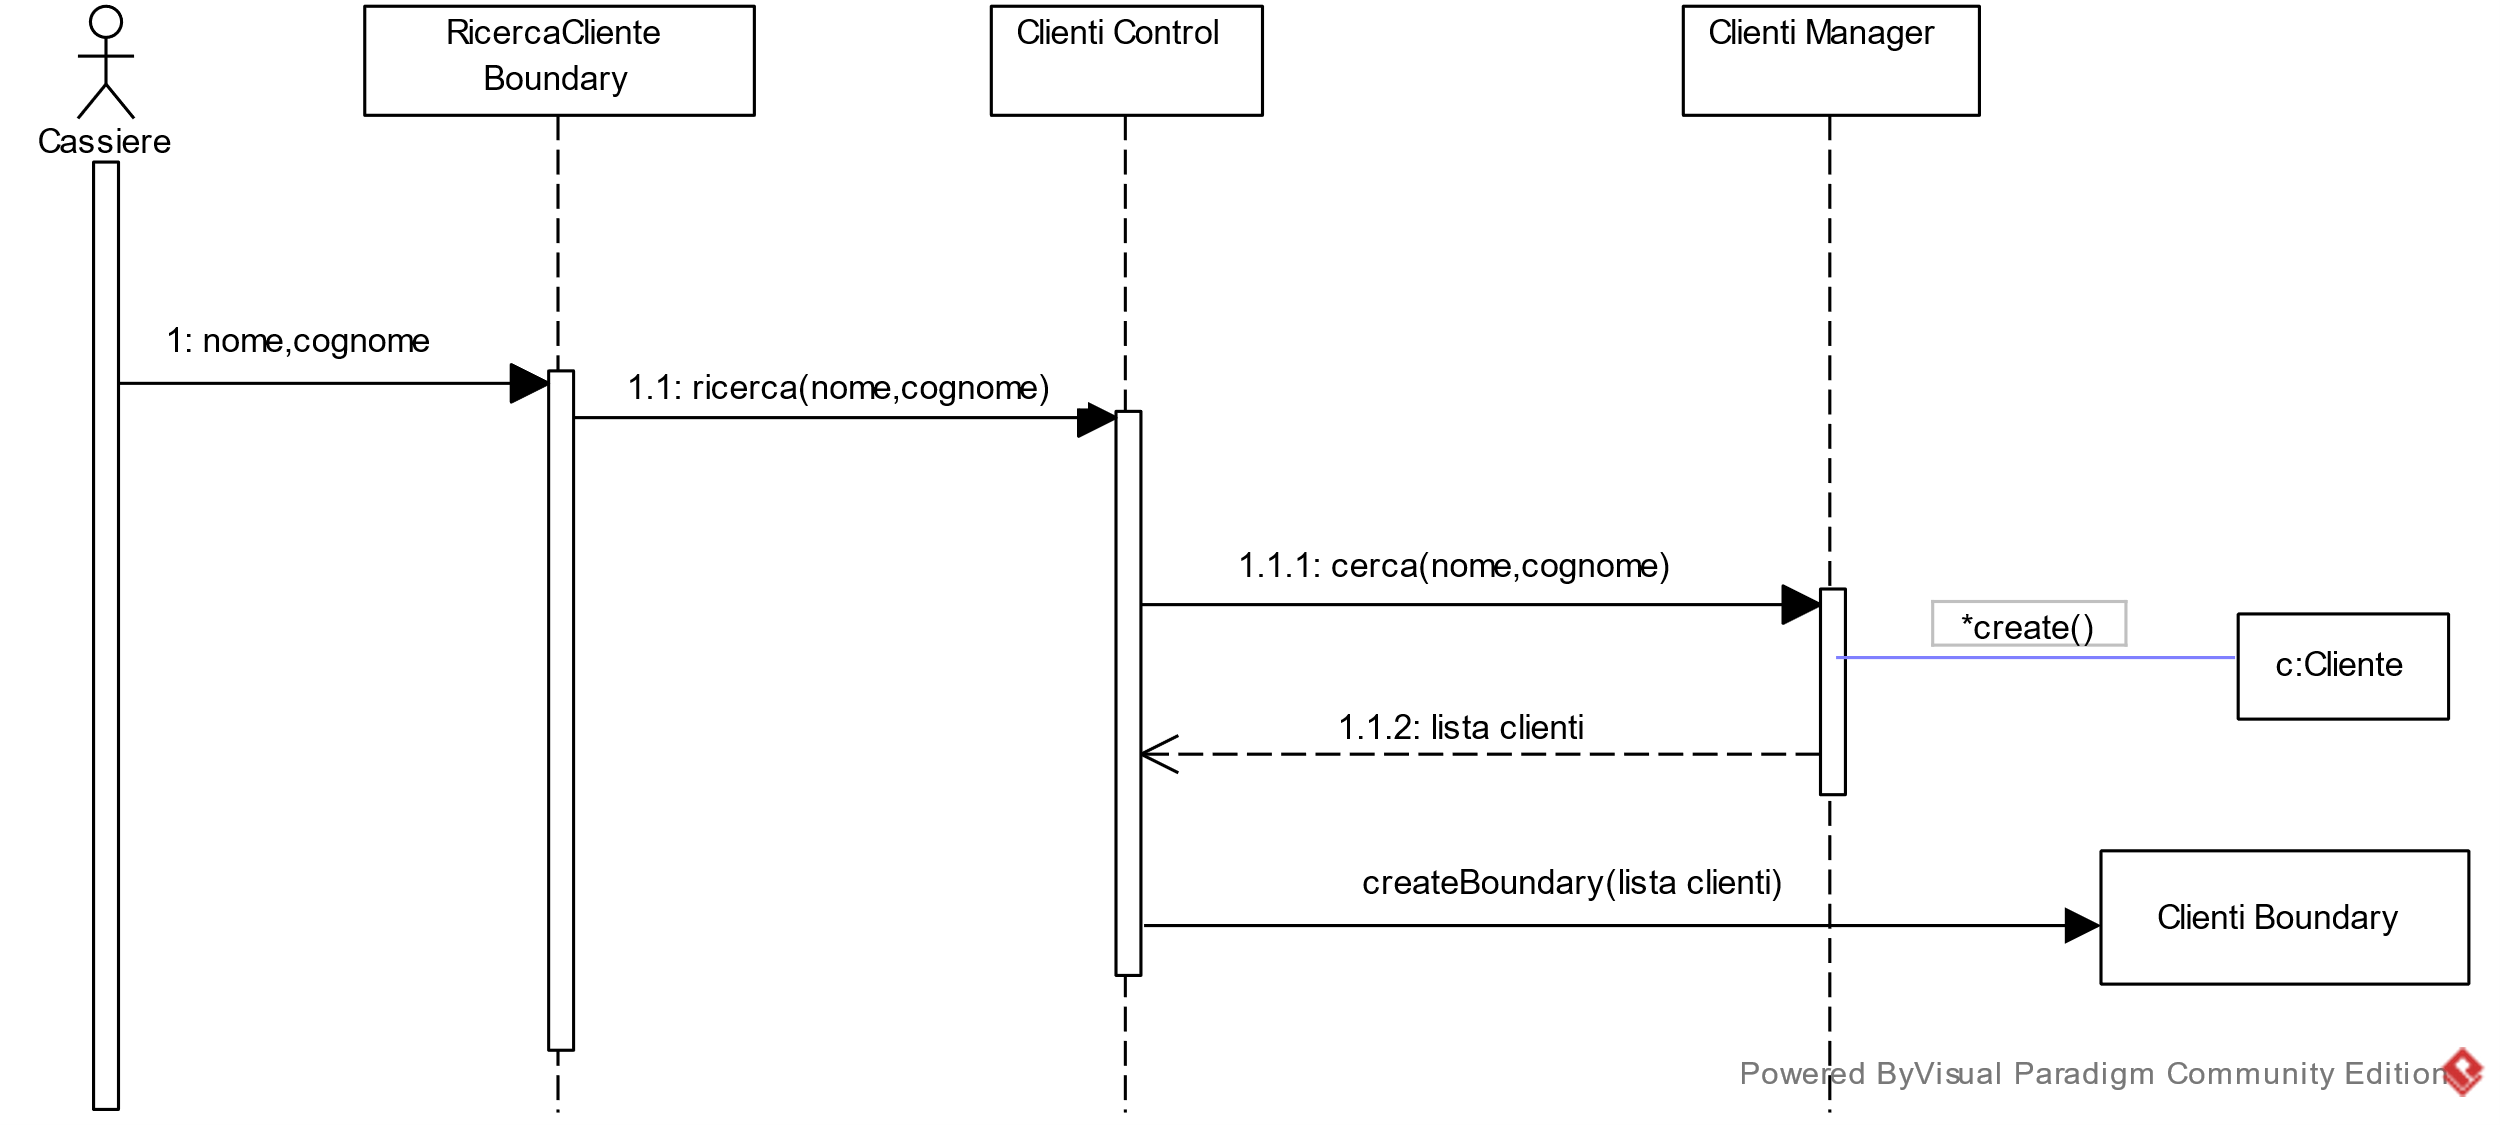 Cassiere
RicercaCliente
Boundary
Clienti Control
Clienti Manager
1: nome,cognome
1.1: ricerca(nome,cognome)
1.1.1: cerca(nome,cognome)
*create()
c:Cliente
1.1.2: lista clienti
createBoundary(lista clienti)
Clienti Boundary
Powered ByVisual Paradigm Community Edition